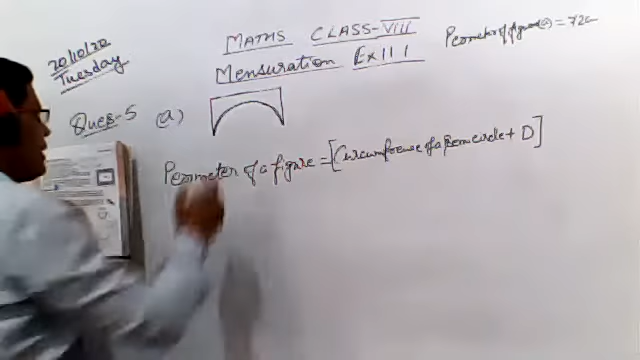 20/10/20
Tuesday
MATHS CLASS-VIII
Mensuration Ex 11.1
Perimeter of figure (a) = 72cm
Ques-5 (a)
Perimeter of a figure = [Circumference of a semicircle + D]